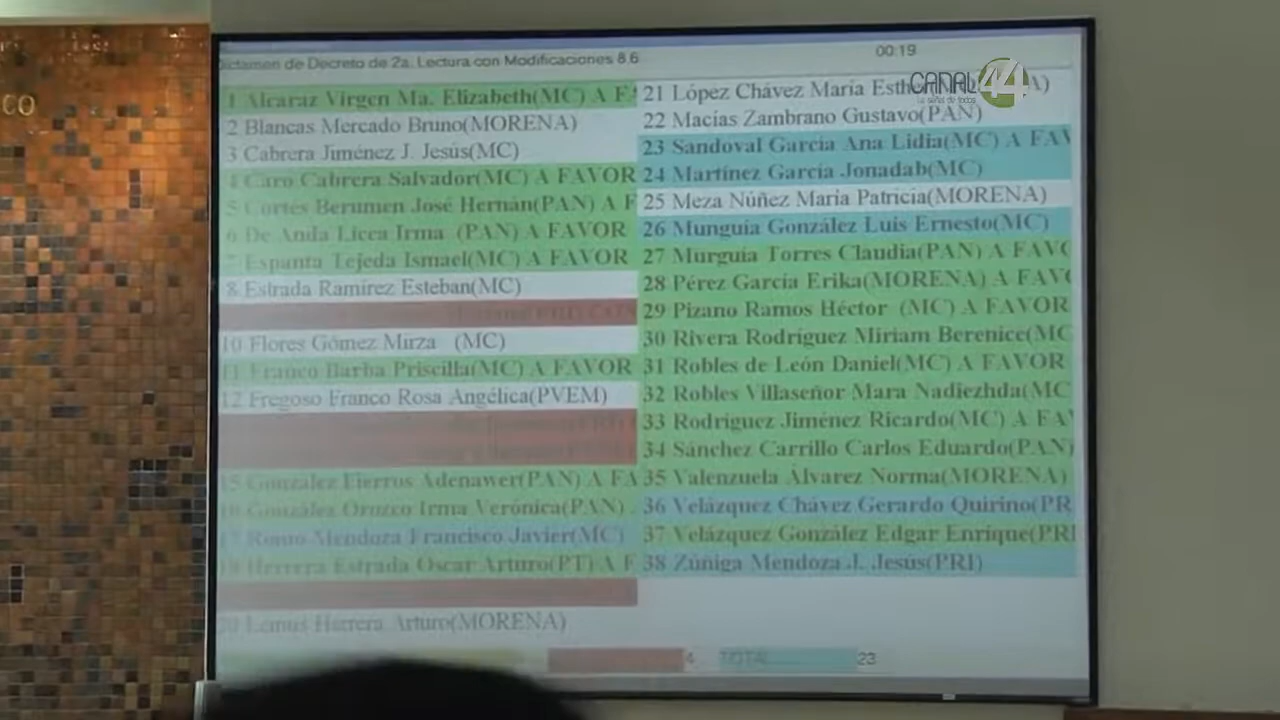 CO
Dictamen de Decreto de 2a. Lectura con Modificaciones 8.6
00:19
CANAL 44
La señal de todos
1 Alcaraz Virgen Ma. Elizabeth(MC) A F
2 Blancas Mercado Bruno(MORENA)
3 Cabrera Jiménez J. Jesús(MC)
4 Caro Cabrera Salvador(MC) A FAVOR
5 Cortés Berumen José Hernán(PAN) A F
6 De Anda Licea Irma (PAN) A FAVOR
7 Espanta Tejeda Ismael(MC) A FAVOR
8 Estrada Ramírez Esteban(MC)
10 Flores Gómez Mirza (MC)
11 Franco Barba Priscilla(MC) A FAVOR
12 Fregoso Franco Rosa Angélica(PVEM)
15 González Fierros Adenawer(PAN) A FA
16 González Orozco Irma Verónica(PAN)
17 Romo Mendoza Francisco Javier(MC)
18 Herrera Estrada Oscar Arturo(PT) A F
20 Lemus Herrera Arturo(MORENA)
21 López Chávez María Esth
22 Macías Zambrano Gustavo(PAN)
23 Sandoval García Ana Lidia(MC) A FAV
24 Martínez García Jonadab(MC)
25 Meza Núñez María Patricia(MORENA)
26 Munguía González Luis Ernesto(MC)
27 Murguía Torres Claudia(PAN) A FAVO
28 Pérez García Erika(MORENA) A FAVO
29 Pizano Ramos Héctor (MC) A FAVOR
30 Rivera Rodríguez Miriam Berenice(MC
31 Robles de León Daniel(MC) A FAVOR
32 Robles Villaseñor Mara Nadiezhda(MC
33 Rodríguez Jiménez Ricardo(MC) A FAV
34 Sánchez Carrillo Carlos Eduardo(PAN)
35 Valenzuela Álvarez Norma(MORENA)
36 Velázquez Chávez Gerardo Quirino(PR
37 Velázquez González Edgar Enrique(PRI
38 Zúñiga Mendoza J. Jesús(PRI)
4
TOTAL
23